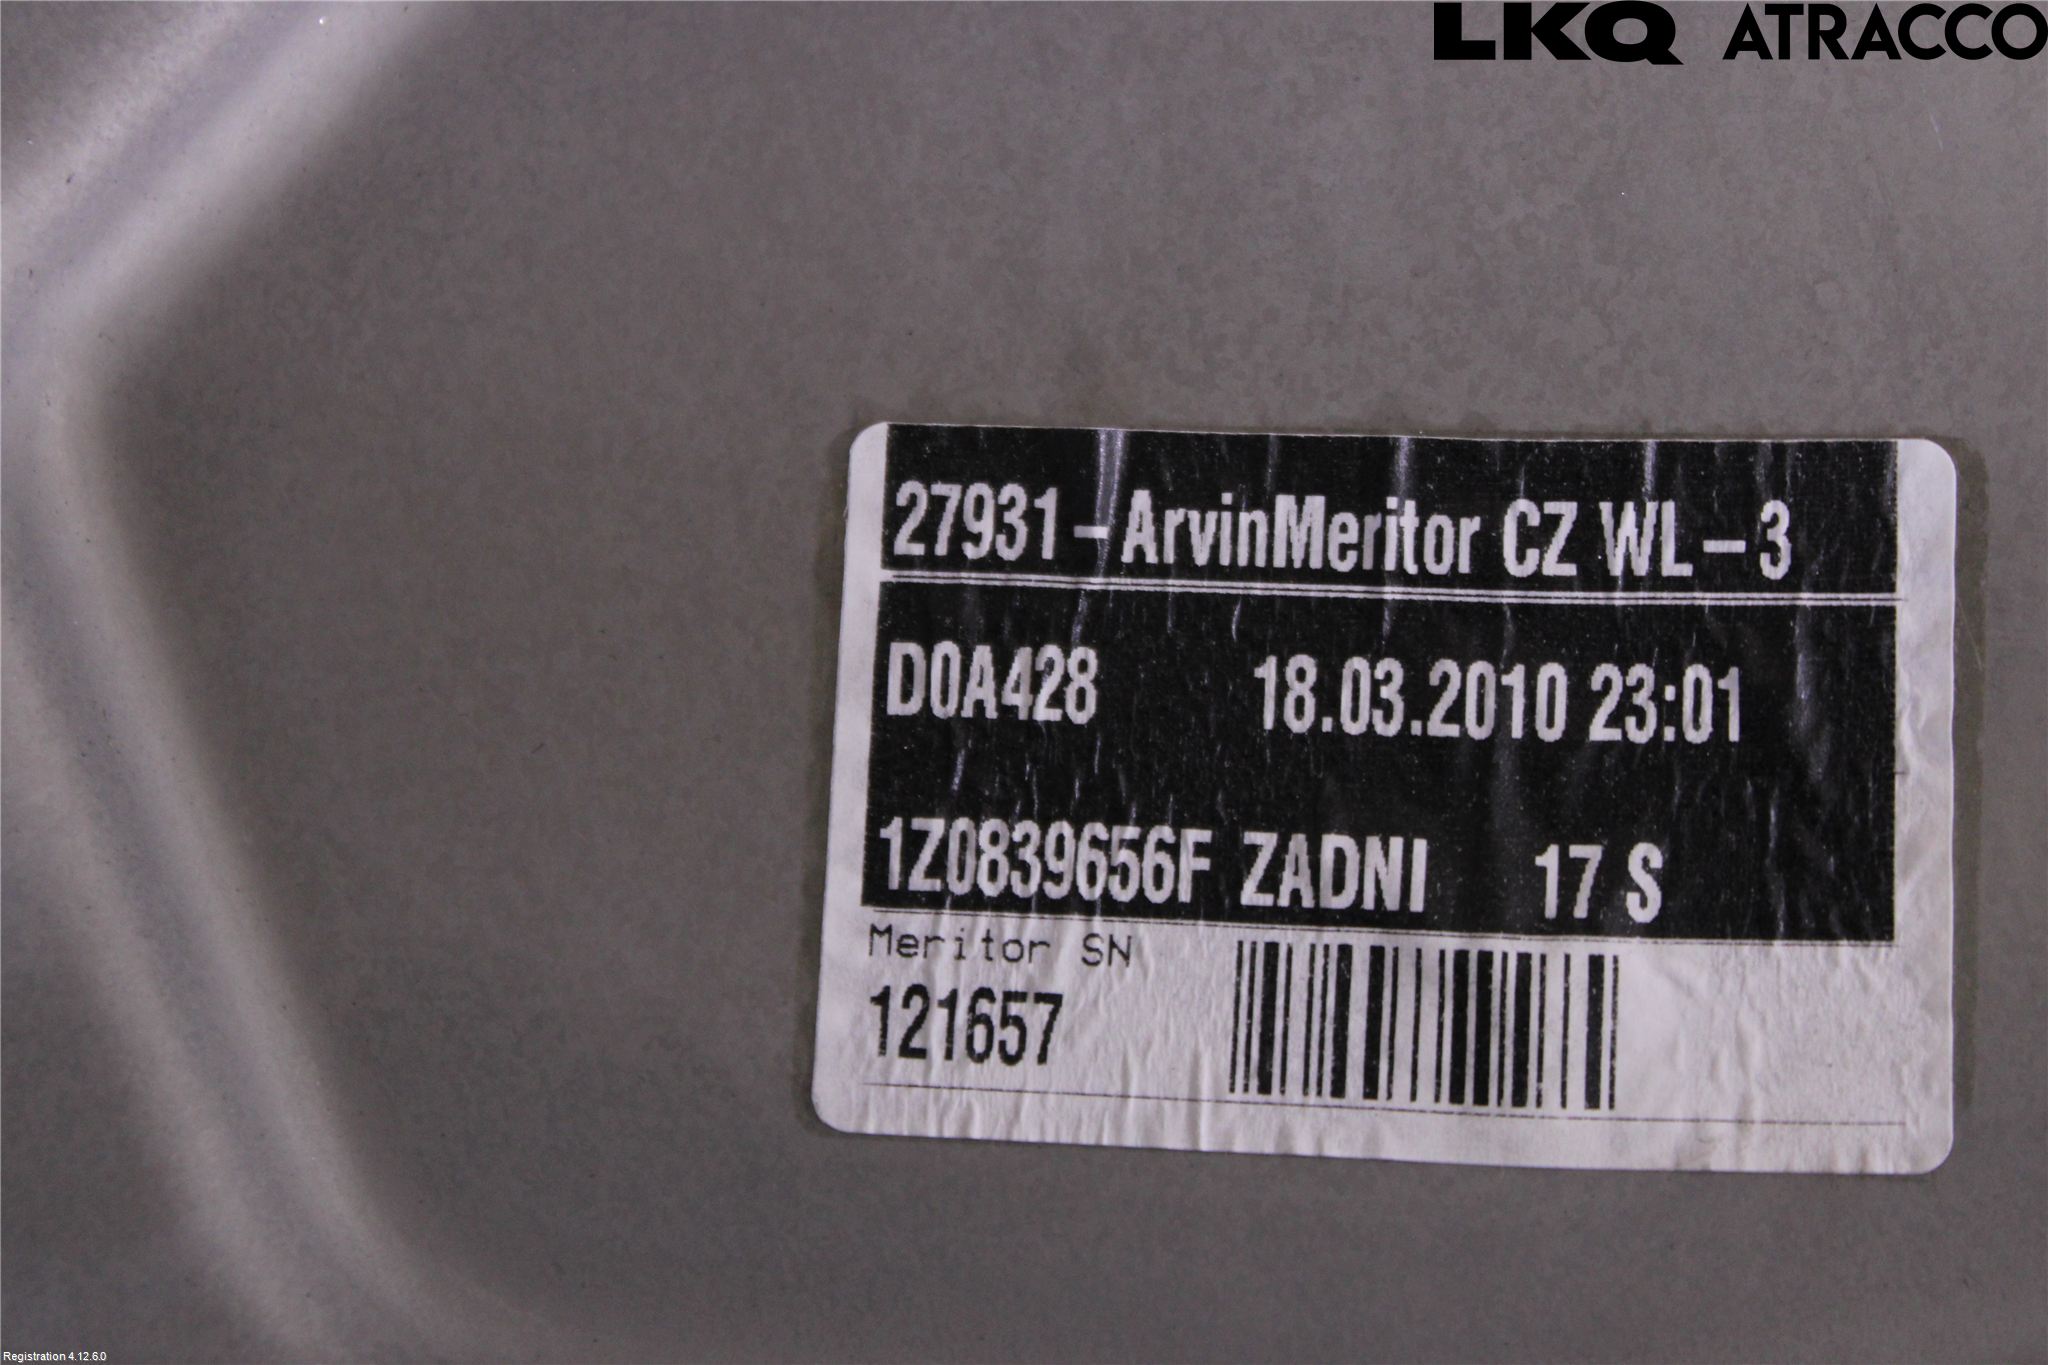 LKQ ATRACCO
27931 - ArvinMeritor CZ WL - 3
D0A428 18.03.2010 23:01
1Z0839656F ZADNI 17 S
Meritor SN
121657
Registration 4.12.6.0